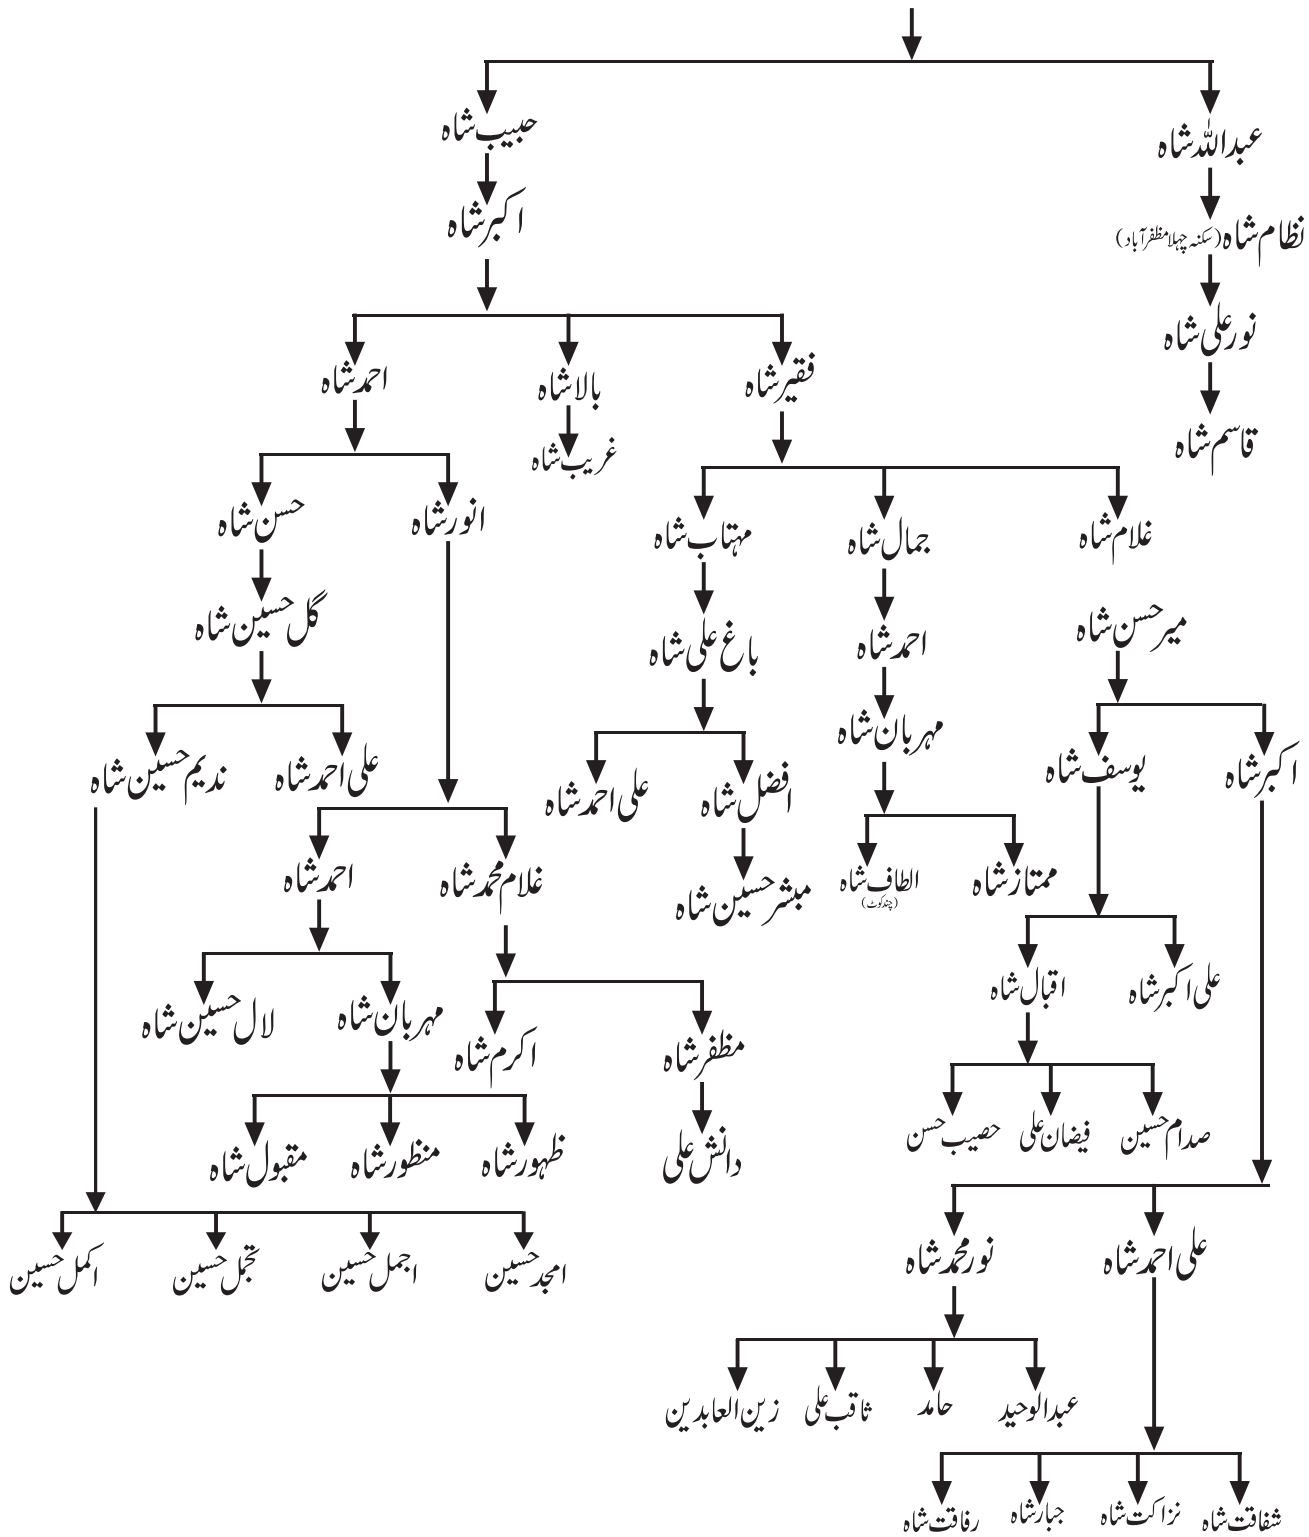 عبداللہ شاہ
حبیب شاہ
نظام شاہ (سکنہ چہلا مظفرآباد)
اکبر شاہ
نور علی شاہ
قاسم شاہ
فقیر شاہ
بالا شاہ
احمد شاہ
غریب شاہ
غلام شاہ
جمال شاہ
مہتاب شاہ
انور شاہ
حسن شاہ
میر حسن شاہ
احمد شاہ
باغ علی شاہ
گل حسین شاہ
مہربان شاہ
اکبر شاہ
یوسف شاہ
افضل شاہ
علی احمد شاہ
علی احمد شاہ
ندیم حسین شاہ
ممتاز شاہ
الطاف شاہ
(چندکوٹ)
مبشر حسین شاہ
غلام محمد شاہ
احمد شاہ
علی اکبر شاہ
اقبال شاہ
مظفر شاہ
اکرم شاہ
مہربان شاہ
لال حسین شاہ
صدام حسین
فیضان علی
حصیب حسن
دانش علی
ظہور شاہ
منظور شاہ
مقبول شاہ
علی احمد شاہ
نور محمد شاہ
امجد حسین
اجمل حسین
تجمل حسین
اکمل حسین
عبدالوحید
حامد
ثاقب علی
زین العابدین
شفاقت شاہ
نزاکت شاہ
جبار شاہ
رفاقت شاہ